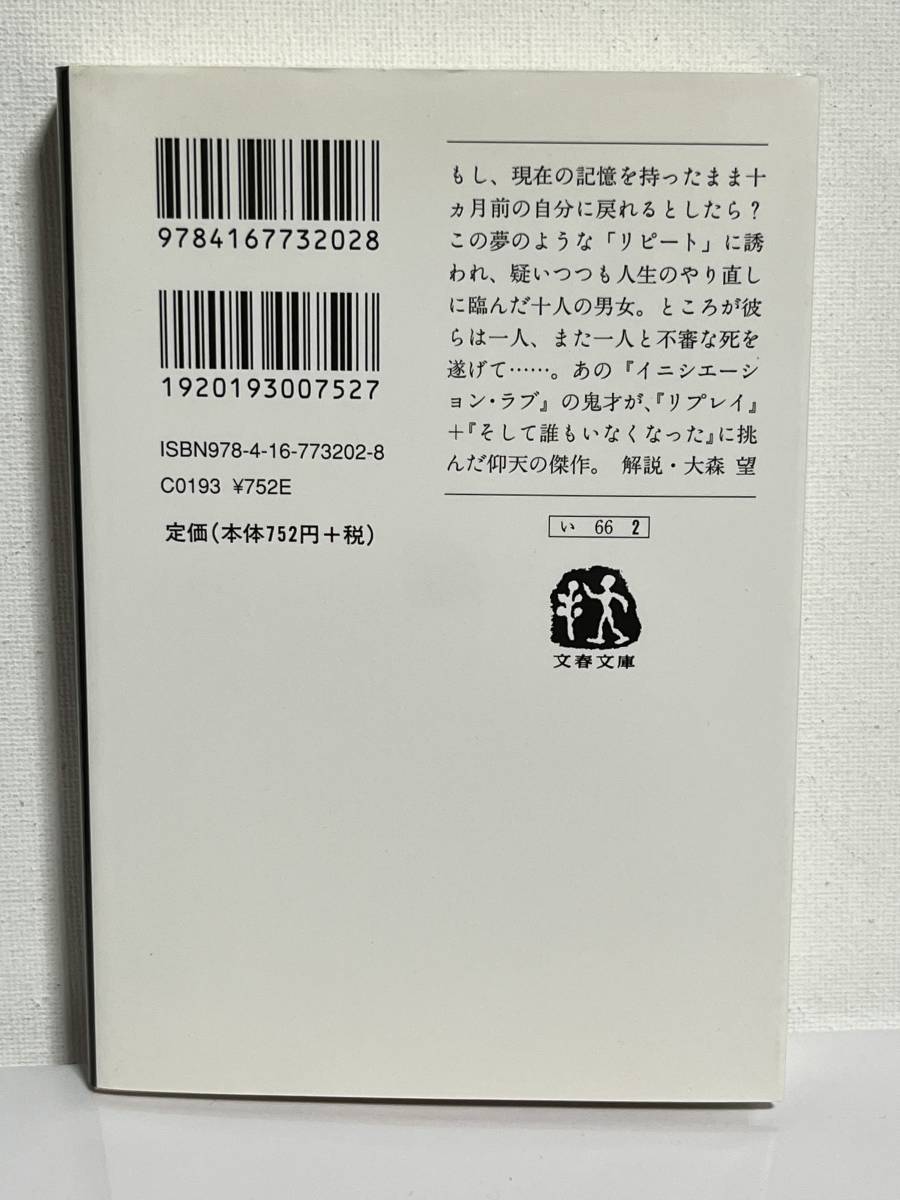 9784167732028
1920193007527
ISBN978-4-16-773202-8
C0193 ¥752E
定価(本体752円+税)
もし、現在の記憶を持ったまま十
ヵ月前の自分に戻れるとしたら?
この夢のような「リピート」に誘
われ、疑いつつも人生のやり直し
に臨んだ十人の男女。ところが彼
らは一人、また一人と不審な死を
遂げて……。あの『イニシエーショ
ン・ラブ』の鬼才が、『リプレイ』
+『そして誰もいなくなった』に挑
んだ仰天の傑作。 解説・大森 望
い 66 2
文春文庫